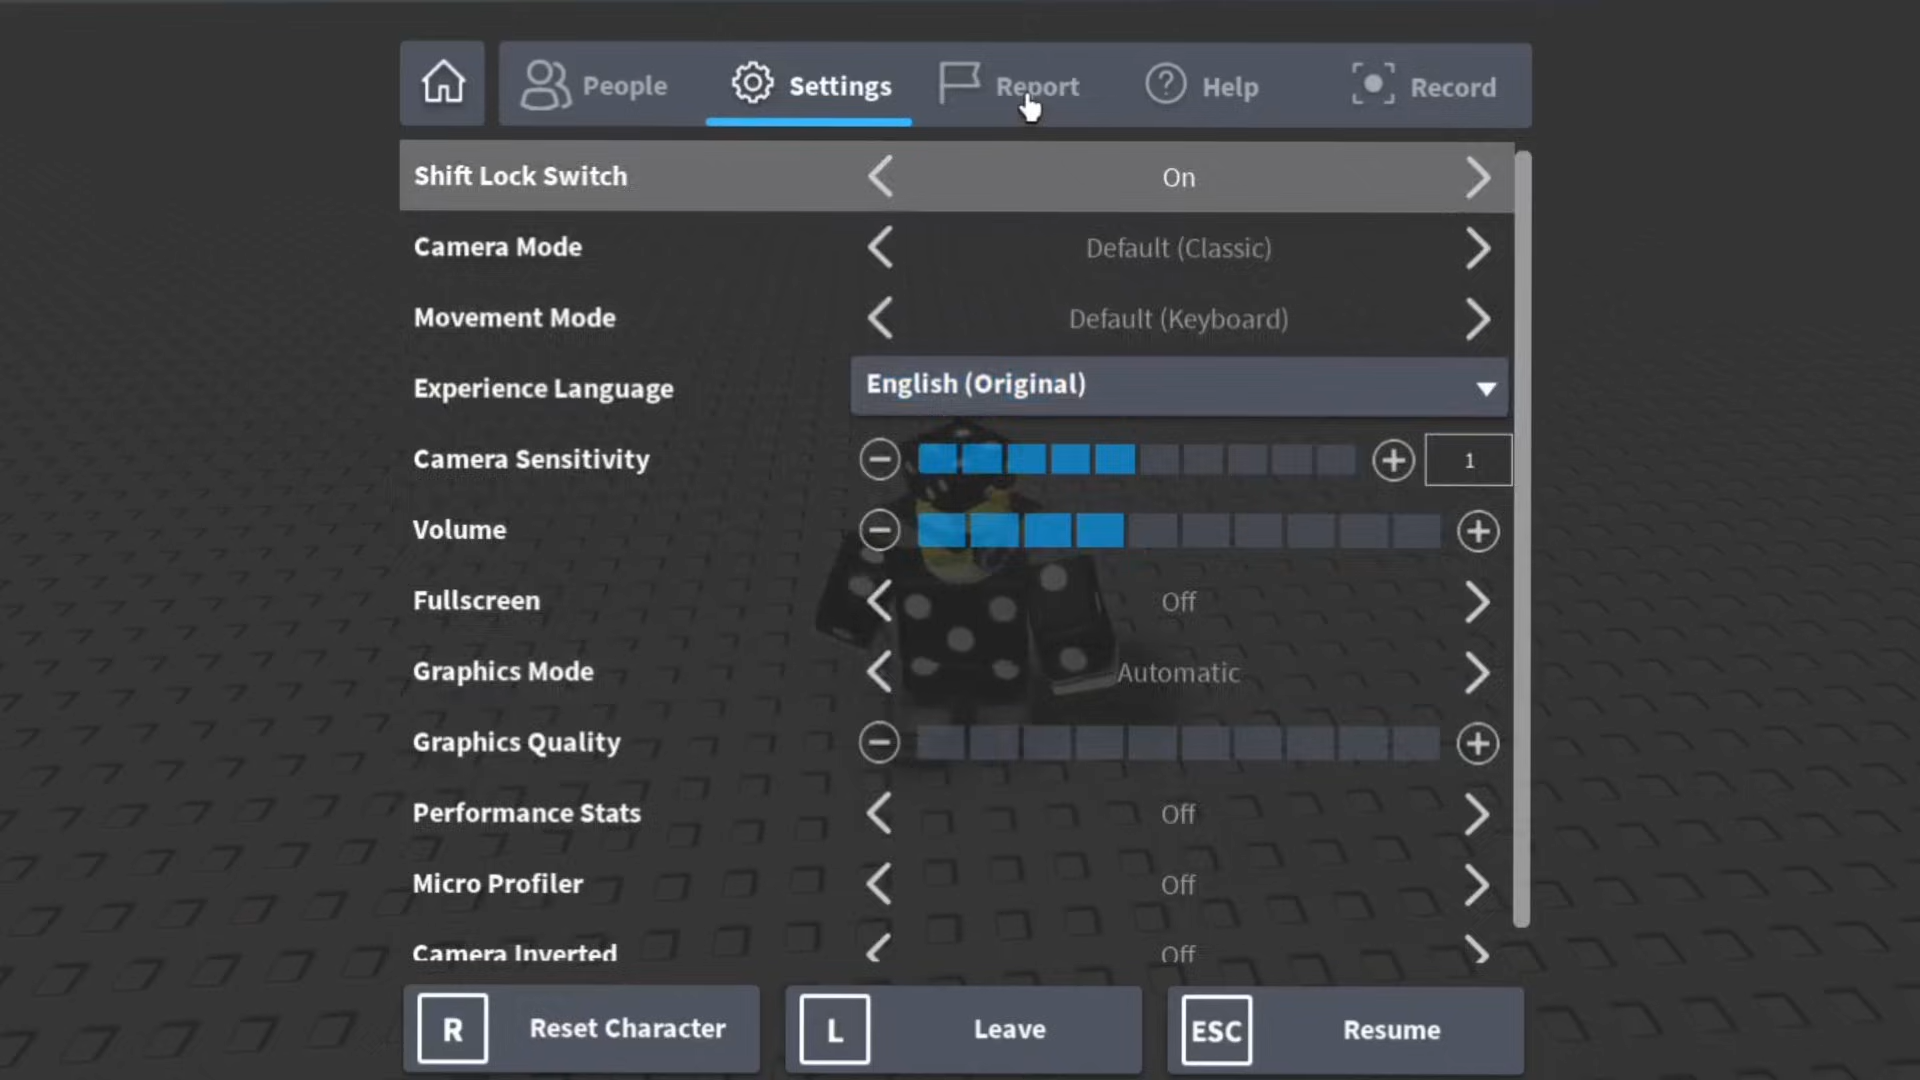 People Settings Report Help Record
Shift Lock Switch On
Camera Mode Default (Classic)
Movement Mode Default (Keyboard)
Experience Language English (Original)
Camera Sensitivity 1
Volume
Fullscreen Off
Graphics Mode Automatic
Graphics Quality
Performance Stats Off
Micro Profiler Off
Camera Inverted Off
R Reset Character L Leave ESC Resume